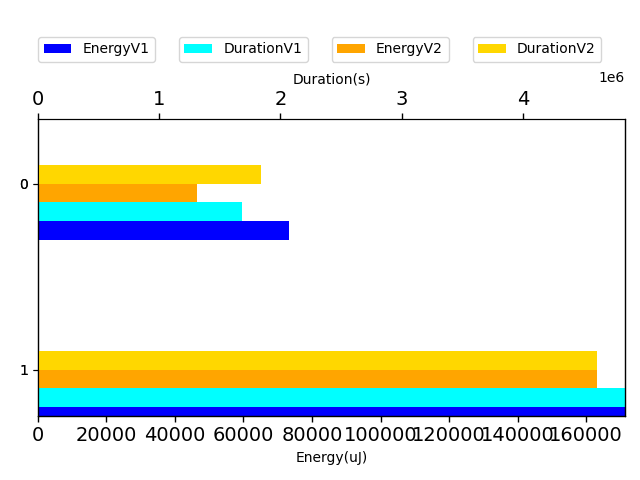 EnergyV1 DurationV1 EnergyV2 DurationV2
Duration(s)
1e6
0 1 2 3 4
0
1
0 20000 40000 60000 80000 100000 120000 140000 160000
Energy(uJ)